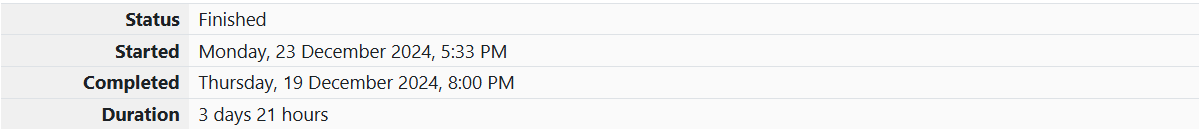 Status Finished
Started Monday, 23 December 2024, 5:33 PM
Completed Thursday, 19 December 2024, 8:00 PM
Duration 3 days 21 hours